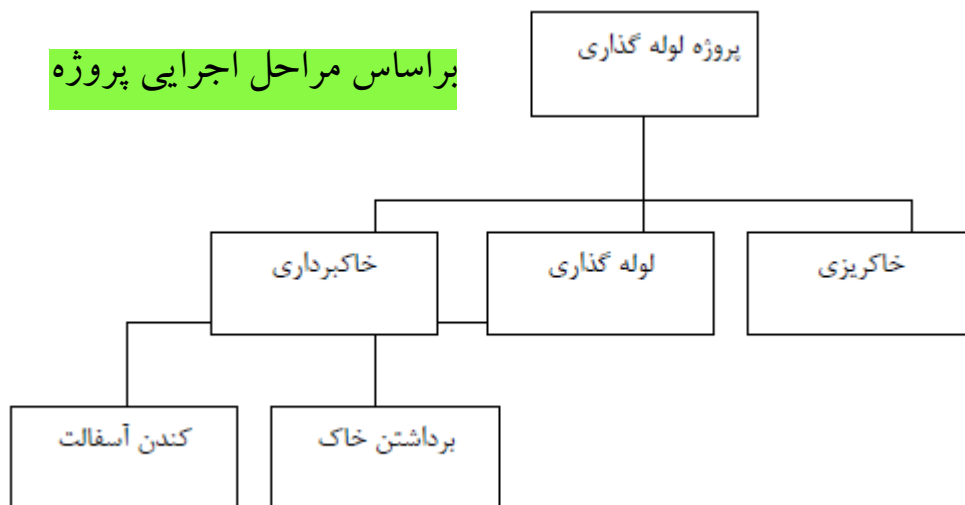 براساس مراحل اجرایی پروژه
پروژه لوله گذاری
خاکریزی
لوله گذاری
خاکبرداری
برداشتن خاک
کندن آسفالت